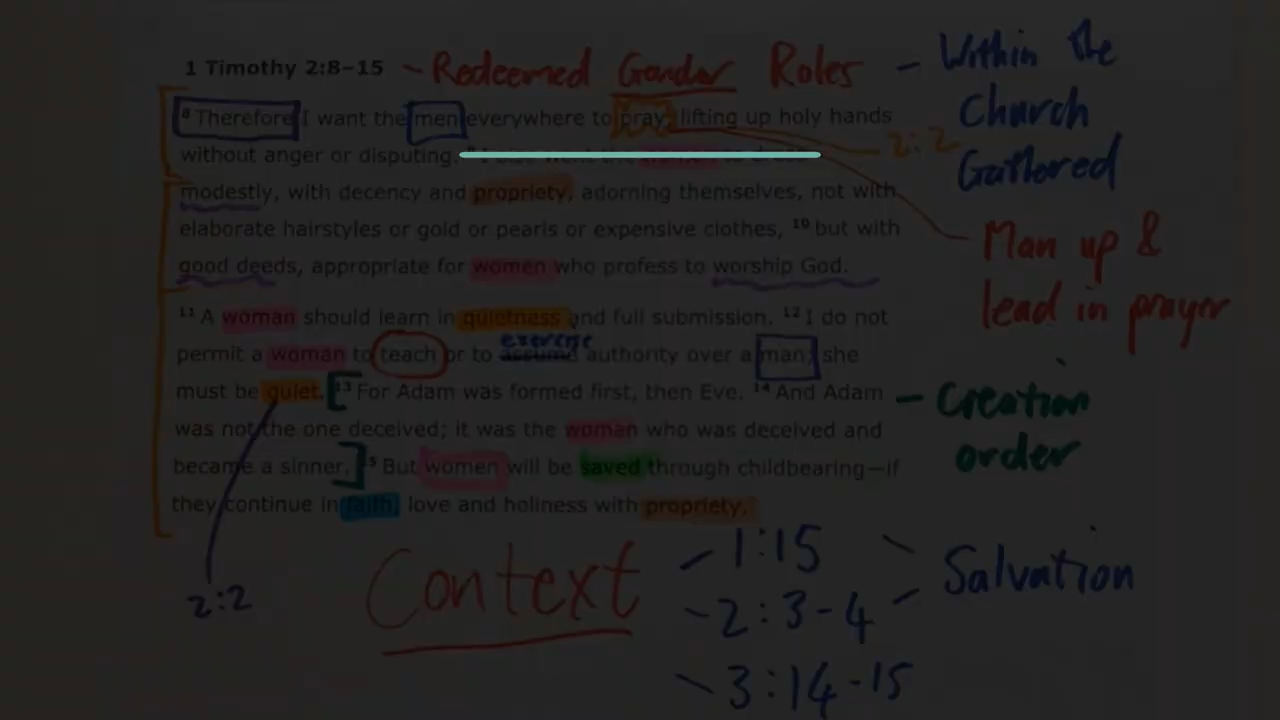 1 Timothy 2:8–15 - Redeemed Gender Roles - Within the
Church
Gathered
⁸ Therefore I want the men everywhere to pray, lifting up holy hands
2:2
without anger or disputing.
modestly, with decency and propriety, adorning themselves, not with
elaborate hairstyles or gold or pearls or expensive clothes, ¹⁰ but with
good deeds, appropriate for women who profess to worship God.
Man up &
lead in prayer
¹¹ A woman should learn in quietness and full submission. ¹² I do not
exercise
permit a woman to teach or to assume authority over a man; she
must be quiet. [¹³ For Adam was formed first, then Eve. ¹⁴ And Adam
was not the one deceived; it was the woman who was deceived and
became a sinner.] ¹⁵ But women will be saved through childbearing—if
they continue in faith, love and holiness with propriety.
- Creation
order
2:2
Context
- 1:15
- 2:3-4
- 3:14-15
Salvation